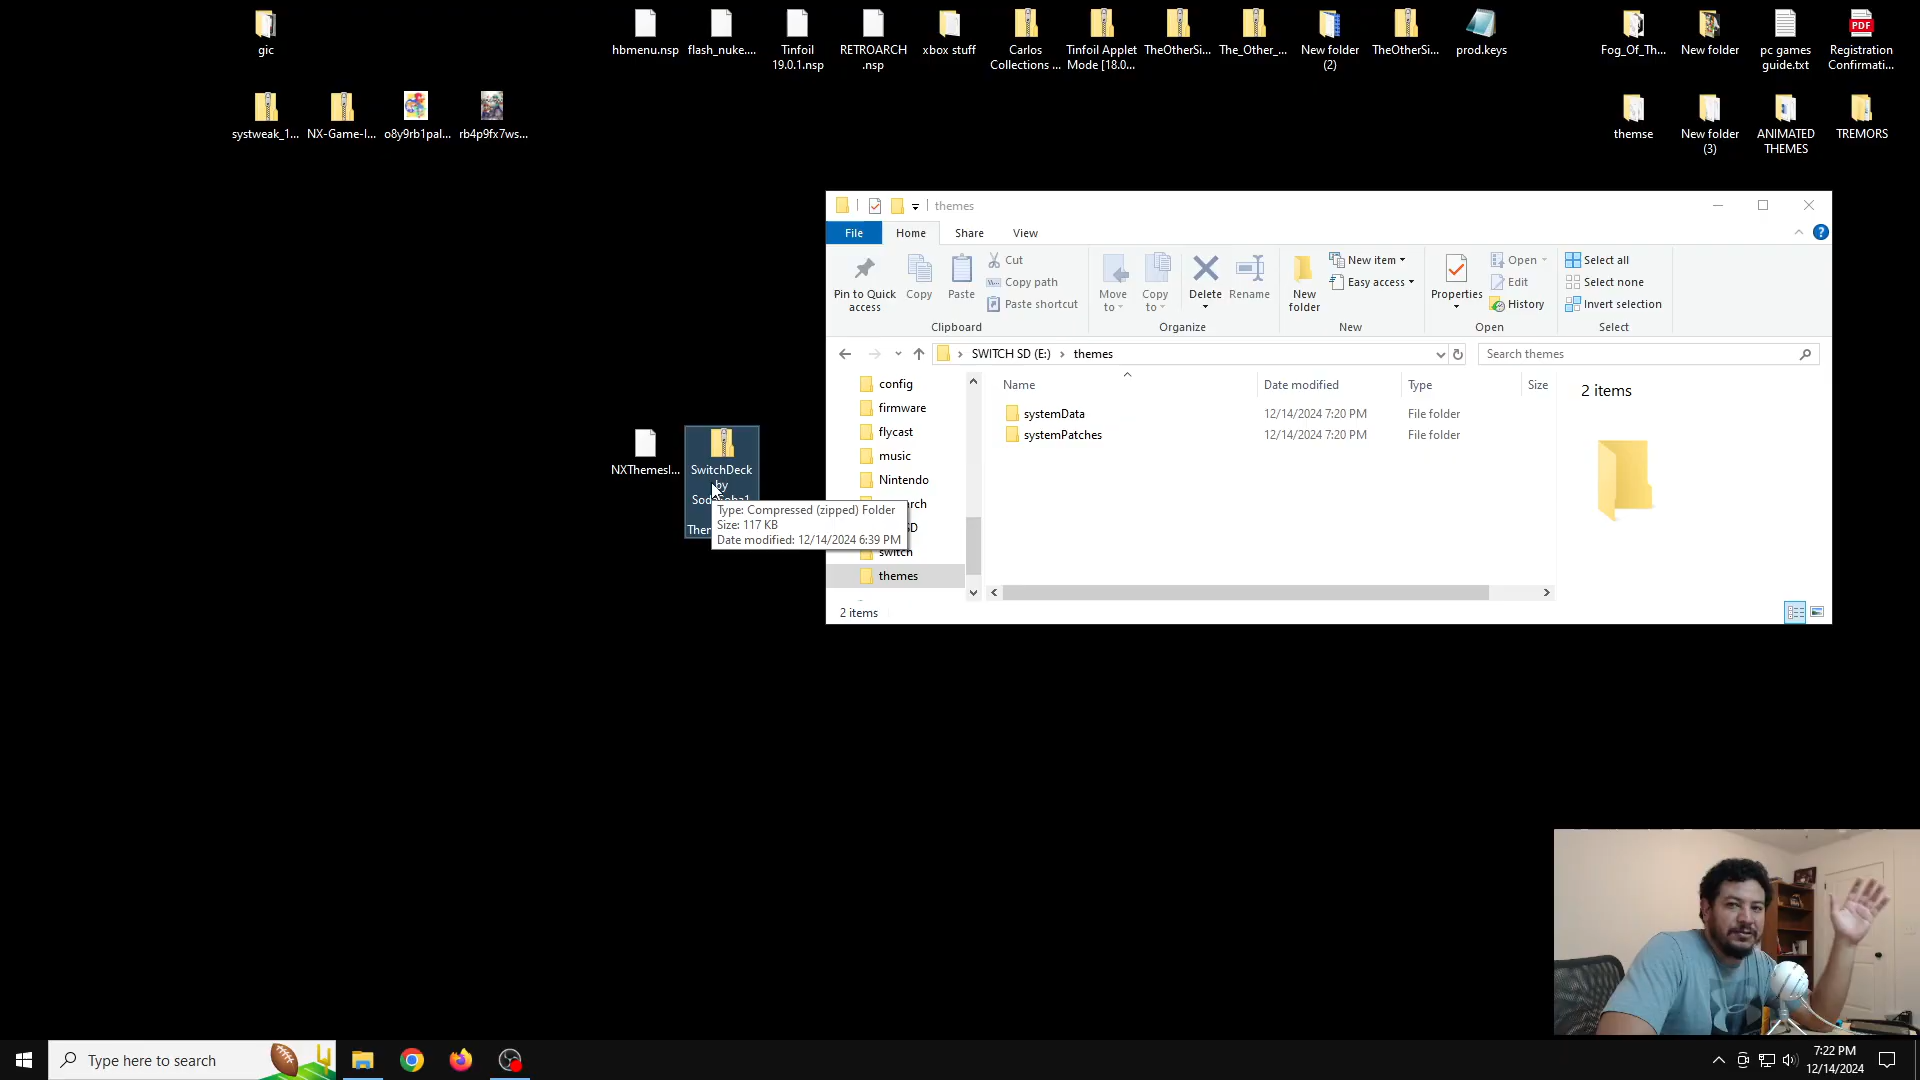 gic
hbmenu.nsp
flash_nuke....
Tinfoil
19.0.1.nsp
RETROARCH
.nsp
xbox stuff
Carlos
Collections ...
Tinfoil Applet
Mode [18.0...
TheOtherSi...
The_Other_...
New folder
(2)
TheOtherSi...
prod.keys
Fog_Of_Th...
New folder
pc games
guide.txt
PDF
Registration
Confirmati...
systweak_1...
NX-Game-I...
o8y9rb1pal...
rb4p9fx7ws...
themse
New folder
(3)
ANIMATED
THEMES
TREMORS
themes
File
Home
Share
View
Pin to Quick
access
Copy
Paste
Cut
Copy path
Paste shortcut
Clipboard
Move
to
Copy
to
Delete
Rename
Organize
New
folder
New item
Easy access
New
Properties
Open
Edit
History
Open
Select all
Select none
Invert selection
Select
SWITCH SD (E:)
themes
Search themes
config
firmware
flycast
music
Nintendo
switch
themes
Name
Date modified
Type
Size
systemData
12/14/2024 7:20 PM
File folder
systemPatches
12/14/2024 7:20 PM
File folder
2 items
2 items
NXThemesI...
SwitchDeck
by
Type: Compressed (zipped) Folder
Size: 117 KB
Date modified: 12/14/2024 6:39 PM
Type here to search
7:22 PM
12/14/2024